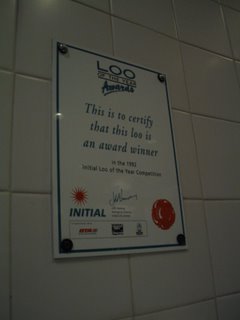 LOO
OF THE YEAR
Awards
This is to certify
that this loo is
an award winner
in the 1992
Initial Loo of the Year Competition
INITIAL